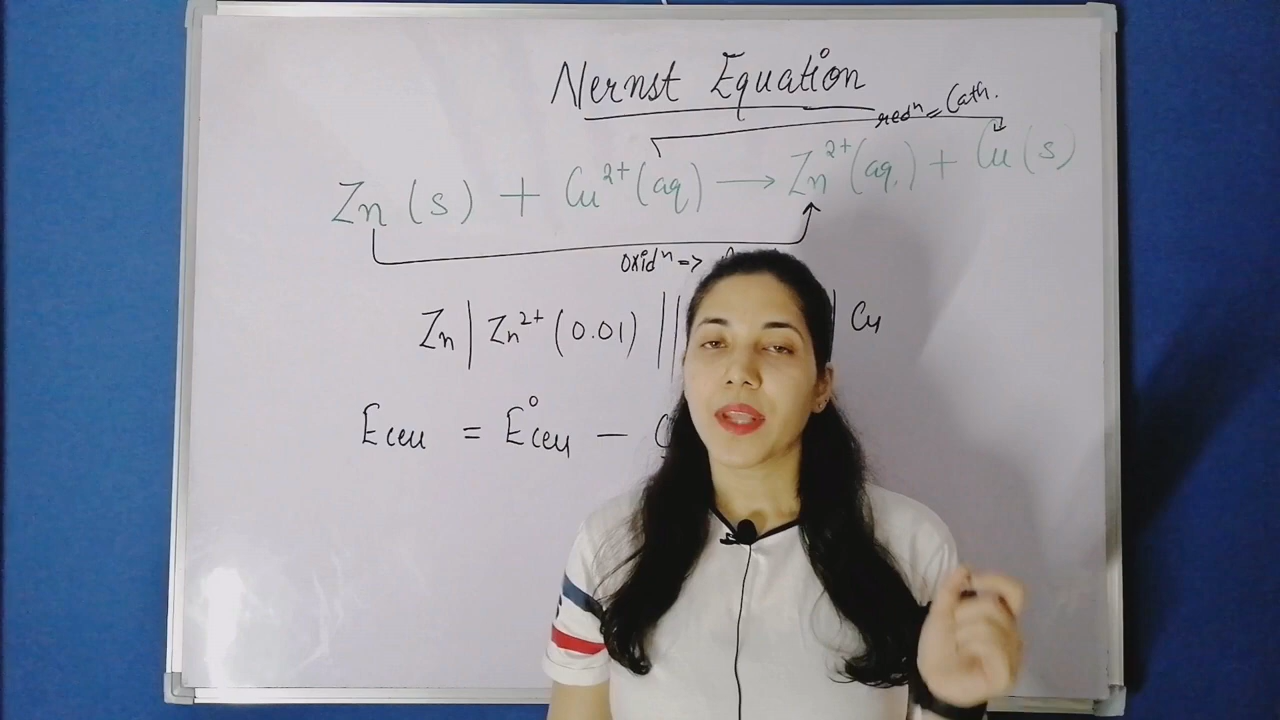 Nernst Equation
redⁿ = Cath.
Zn (s) + Cu²⁺(aq) → Zn²⁺(aq.) + Cu(s)
oxidⁿ =>
Zn | Zn²⁺ (0.01) || | Cu
Ecell = E°cell −